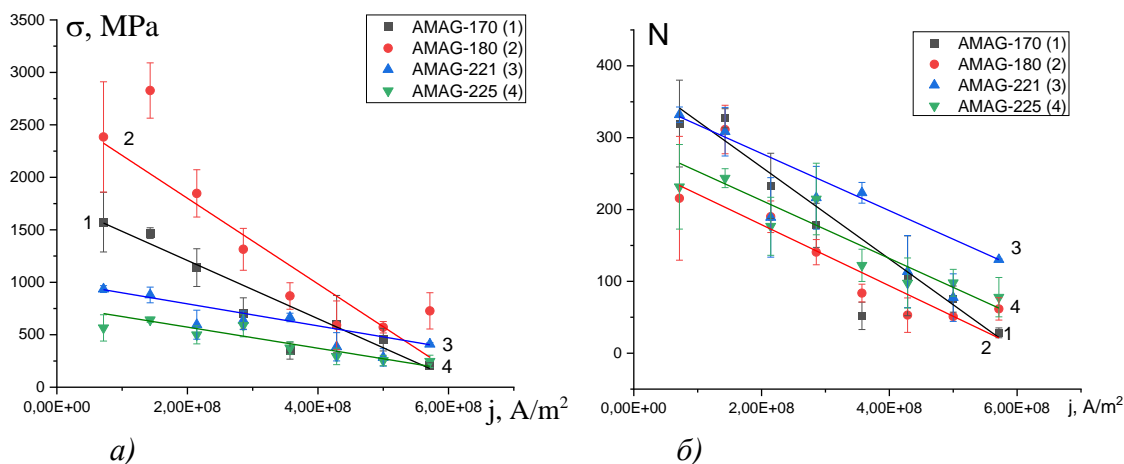 σ, MPa
3500
3000
2500
2000
1500
1000
500
0
0,00E+00
2,00E+08
4,00E+08
6,00E+08
j, A/m²
AMAG-170 (1)
AMAG-180 (2)
AMAG-221 (3)
AMAG-225 (4)
2
1
3
4
а)
N
400
300
200
100
0
0,00E+00
2,00E+08
4,00E+08
6,00E+08
j, A/m²
AMAG-170 (1)
AMAG-180 (2)
AMAG-221 (3)
AMAG-225 (4)
3
4
1
2
б)